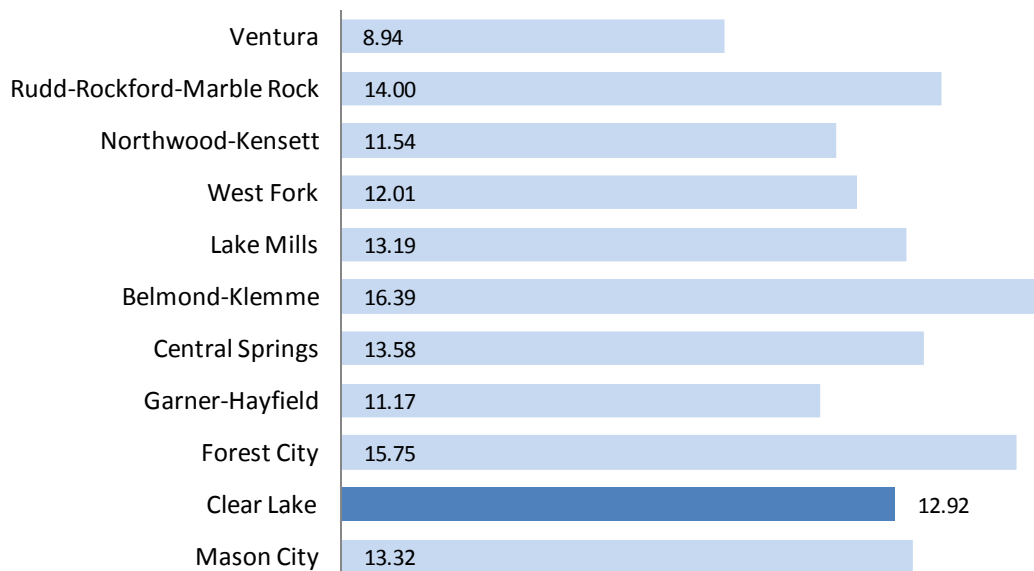 Ventura 8.94
Rudd-Rockford-Marble Rock 14.00
Northwood-Kensett 11.54
West Fork 12.01
Lake Mills 13.19
Belmond-Klemme 16.39
Central Springs 13.58
Garner-Hayfield 11.17
Forest City 15.75
Clear Lake 12.92
Mason City 13.32